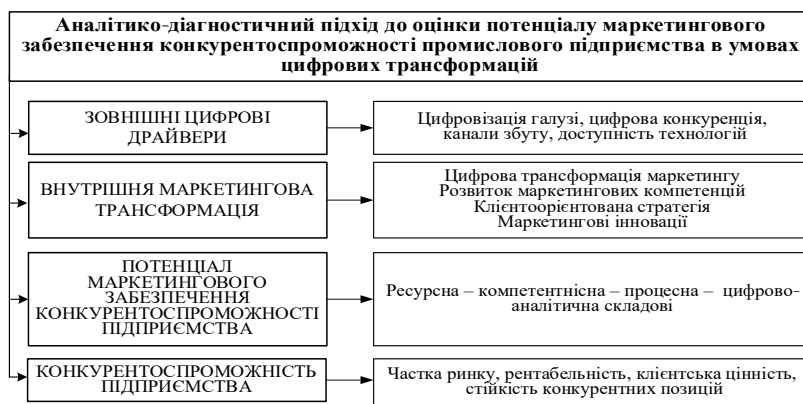 Аналітико-діагностичний підхід до оцінки потенціалу маркетингового
забезпечення конкурентоспроможності промислового підприємства в умовах
цифрових трансформацій
ЗОВНІШНІ ЦИФРОВІ
ДРАЙВЕРИ
Цифровізація галузі, цифрова конкуренція,
канали збуту, доступність технологій
ВНУТРІШНЯ МАРКЕТИНГОВА
ТРАНСФОРМАЦІЯ
Цифрова трансформація маркетингу
Розвиток маркетингових компетенцій
Клієнтоорієнтована стратегія
Маркетингові інновації
ПОТЕНЦІАЛ
МАРКЕТИНГОВОГО
ЗАБЕЗПЕЧЕННЯ
КОНКУРЕНТОСПРОМОЖНОСТІ
ПІДПРИЄМСТВА
Ресурсна – компетентнісна – процесна – цифрово-
аналітична складові
КОНКУРЕНТОСПРОМОЖНІСТЬ
ПІДПРИЄМСТВА
Частка ринку, рентабельність, клієнтська цінність,
стійкість конкурентних позицій